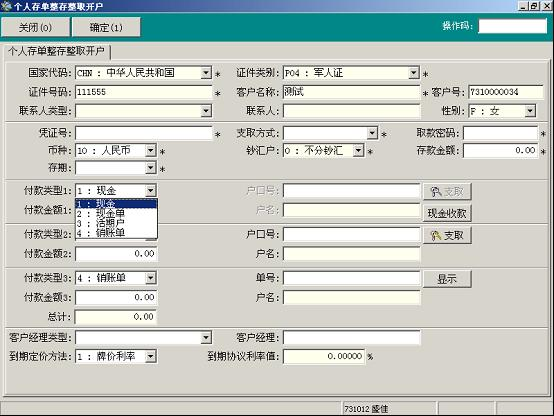 个人存单整存整取开户
关闭(0) 确定(1) 操作码:
个人存单整存整取开户
国家代码: CHN : 中华人民共和国 * 证件类别: P04 : 军人证 *
证件号码: 111555 * 客户名称: 测试 * 客户号: 7310000034
联系人类型: 联系人: 性别: F : 女
凭证号: * 支取方式: * 取款密码: *
币种: 10 : 人民币 * 钞汇户: 0 : 不分钞汇 * 存款金额: 0.00 *
存期: *
付款类型1: 1 : 现金 户口号: 支取
1 : 现金
2 : 现金单
3 : 活期户
4 : 销账单
付款金额1: 户名: 现金收款
付款类型2: 户口号: 支取
付款金额2: 0.00 户名:
付款类型3: 4 : 销账单 单号: 显示
付款金额3: 0.00 户名:
总计: 0.00
客户经理类型: 客户经理:
到期定价方法: 1 : 牌价利率 到期协议利率值: 0.00000 %
731012 盛佳